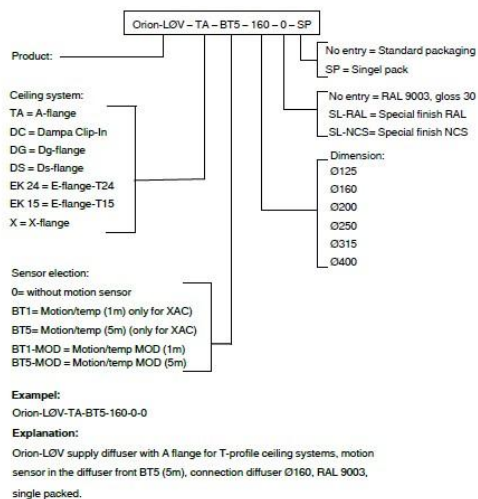 Orion-LØV – TA – BT5 – 160 – 0 – SP
Product:
No entry = Standard packaging
SP = Singel pack
Ceiling system:
TA = A-flange
DC = Dampa Clip-In
DG = Dg-flange
DS = Ds-flange
EK 24 = E-flange-T24
EK 15 = E-flange-T15
X = X-flange
No entry = RAL 9003, gloss 30
SL-RAL = Special finish RAL
SL-NCS= Special finish NCS
Dimension:
Ø125
Ø160
Ø200
Ø250
Ø315
Ø400
Sensor election:
0= without motion sensor
BT1= Motion/temp (1m) only for XAC)
BT5= Motion/temp (5m) (only for XAC)
BT1-MOD = Motion/temp MOD (1m)
BT5-MOD = Motion/temp MOD (5m)
Exampel:
Orion-LØV-TA-BT5-160-0-0
Explanation:
Orion-LØV supply diffuser with A flange for T-profile ceiling systems, motion
sensor in the diffuser front BT5 (5m), connection diffuser Ø160, RAL 9003,
single packed.